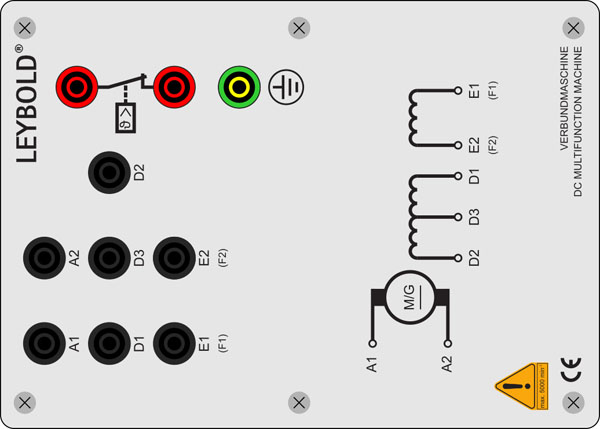 LEYBOLD®
VERBUNDMASCHINE
DC MULTIFUNCTION MACHINE
ϑ >
D2
A2
D3
E2
(F2)
A1
D1
E1
(F1)
E1
(F1)
E2
(F2)
D1
D3
D2
M/G
A1
A2
!
max. 5000 min⁻¹
CE